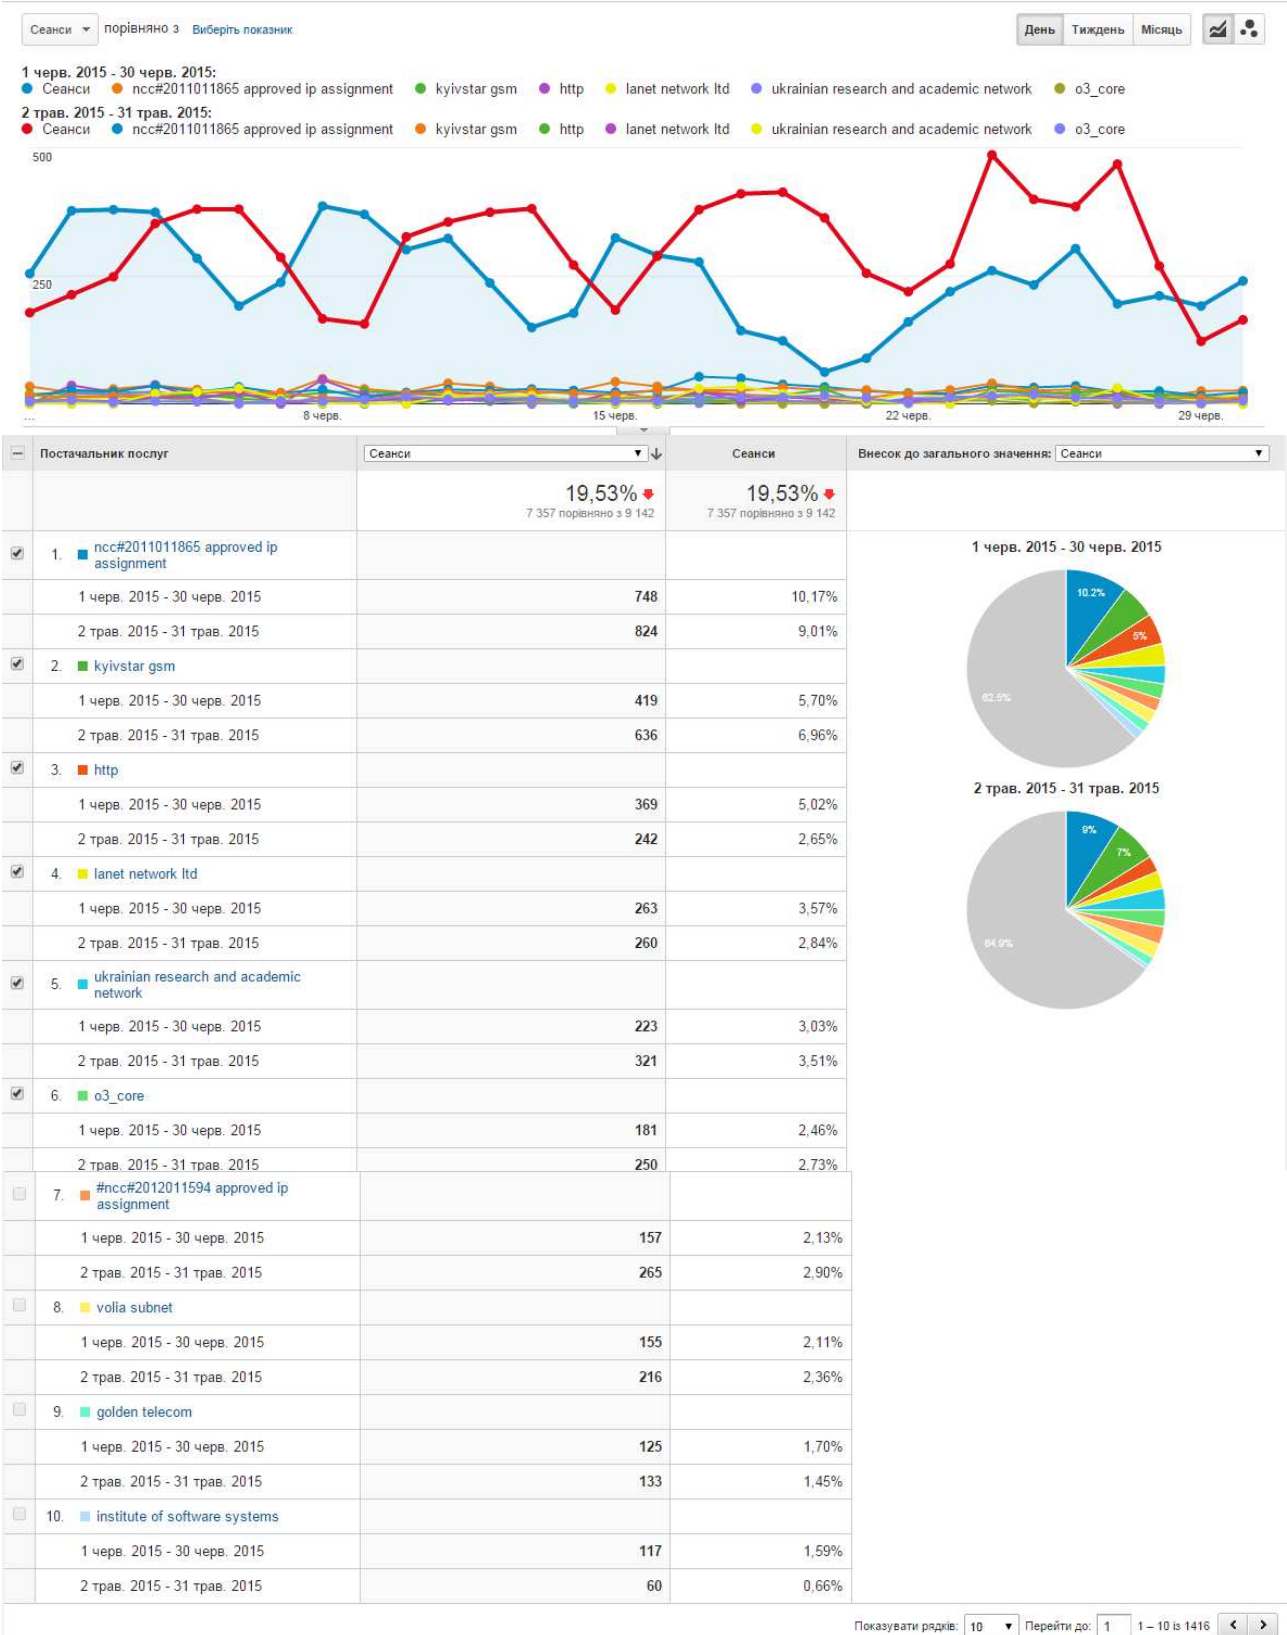 Сеанси порівняно з Виберіть показник День Тиждень Місяць
1 черв. 2015 - 30 черв. 2015:
Сеанси ncc#2011011865 approved ip assignment kyivstar gsm http lanet network ltd ukrainian research and academic network o3_core
2 трав. 2015 - 31 трав. 2015:
Сеанси ncc#2011011865 approved ip assignment kyivstar gsm http lanet network ltd ukrainian research and academic network o3_core
500
250
... 8 черв. 15 черв. 22 черв. 29 черв.
Постачальник послуг Сеанси Сеанси Внесок до загального значення: Сеанси
19,53% 19,53%
7 357 порівняно з 9 142 7 357 порівняно з 9 142
1. ncc#2011011865 approved ip
assignment
1 черв. 2015 - 30 черв. 2015 748 10,17%
2 трав. 2015 - 31 трав. 2015 824 9,01%
2. kyivstar gsm
1 черв. 2015 - 30 черв. 2015 419 5,70%
2 трав. 2015 - 31 трав. 2015 636 6,96%
3. http
1 черв. 2015 - 30 черв. 2015 369 5,02%
2 трав. 2015 - 31 трав. 2015 242 2,65%
4. lanet network ltd
1 черв. 2015 - 30 черв. 2015 263 3,57%
2 трав. 2015 - 31 трав. 2015 260 2,84%
5. ukrainian research and academic
network
1 черв. 2015 - 30 черв. 2015 223 3,03%
2 трав. 2015 - 31 трав. 2015 321 3,51%
6. o3_core
1 черв. 2015 - 30 черв. 2015 181 2,46%
2 трав. 2015 - 31 трав. 2015 250 2,73%
7. #ncc#2012011594 approved ip
assignment
1 черв. 2015 - 30 черв. 2015 157 2,13%
2 трав. 2015 - 31 трав. 2015 265 2,90%
8. volia subnet
1 черв. 2015 - 30 черв. 2015 155 2,11%
2 трав. 2015 - 31 трав. 2015 216 2,36%
9. golden telecom
1 черв. 2015 - 30 черв. 2015 125 1,70%
2 трав. 2015 - 31 трав. 2015 133 1,45%
10. institute of software systems
1 черв. 2015 - 30 черв. 2015 117 1,59%
2 трав. 2015 - 31 трав. 2015 60 0,66%
1 черв. 2015 - 30 черв. 2015
10.2%
5%
62.5%
2 трав. 2015 - 31 трав. 2015
9%
7%
64.9%
Показувати рядків: 10 Перейти до: 1 1 – 10 із 1416